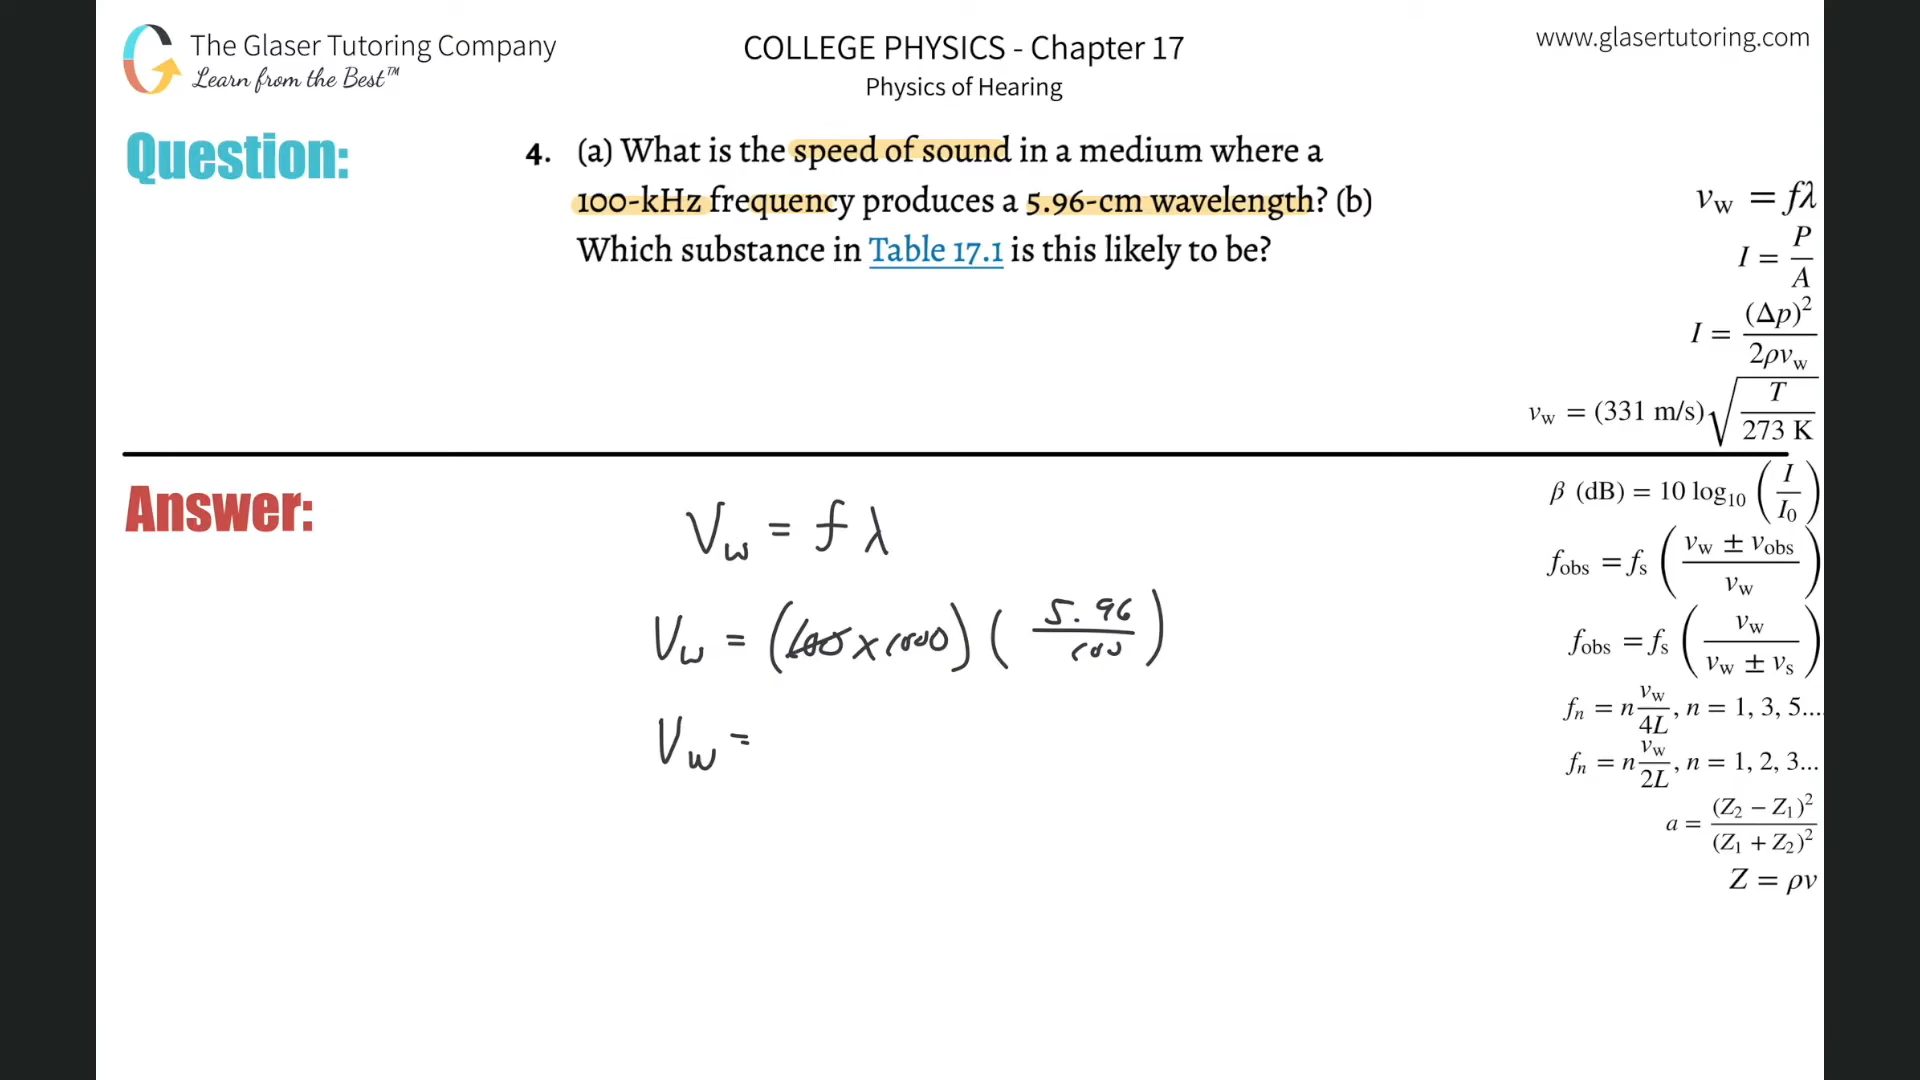 The Glaser Tutoring Company
Learn from the Best™
COLLEGE PHYSICS - Chapter 17
Physics of Hearing
www.glasertutoring.com
Question:
4. (a) What is the speed of sound in a medium where a
100-kHz frequency produces a 5.96-cm wavelength? (b)
Which substance in Table 17.1 is this likely to be?
v_w = fλ
I = P/A
I = (Δp)²/2ρv_w
v_w = (331 m/s)√(T/273 K)
Answer:
V_w = f λ
V_w = (100 x 1000) (5.96/100)
V_w =
β (dB) = 10 log₁₀ (I/I₀)
f_obs = f_s ((v_w ± v_obs)/v_w)
f_obs = f_s (v_w/(v_w ± v_s))
f_n = n v_w/4L, n = 1, 3, 5...
f_n = n v_w/2L, n = 1, 2, 3...
a = (Z₂ − Z₁)²/(Z₁ + Z₂)²
Z = ρv